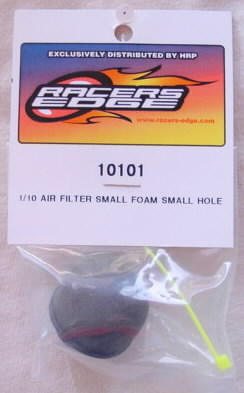 EXCLUSIVELY DISTRIBUTED BY HRP
RACERS
EDGE
www.racers-edge.com
10101
1/10 AIR FILTER SMALL FOAM SMALL HOLE